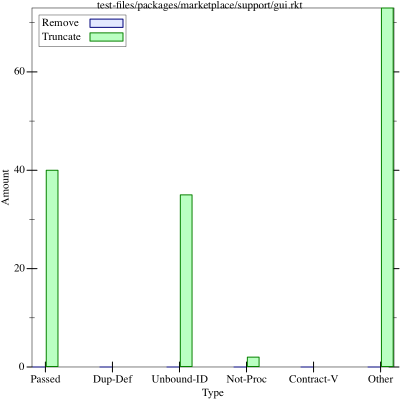 test-files/packages/marketplace/support/gui.rkt
Remove
Truncate
60
40
20
0
Amount
Passed Dup-Def Unbound-ID Not-Proc Contract-V Other
Type